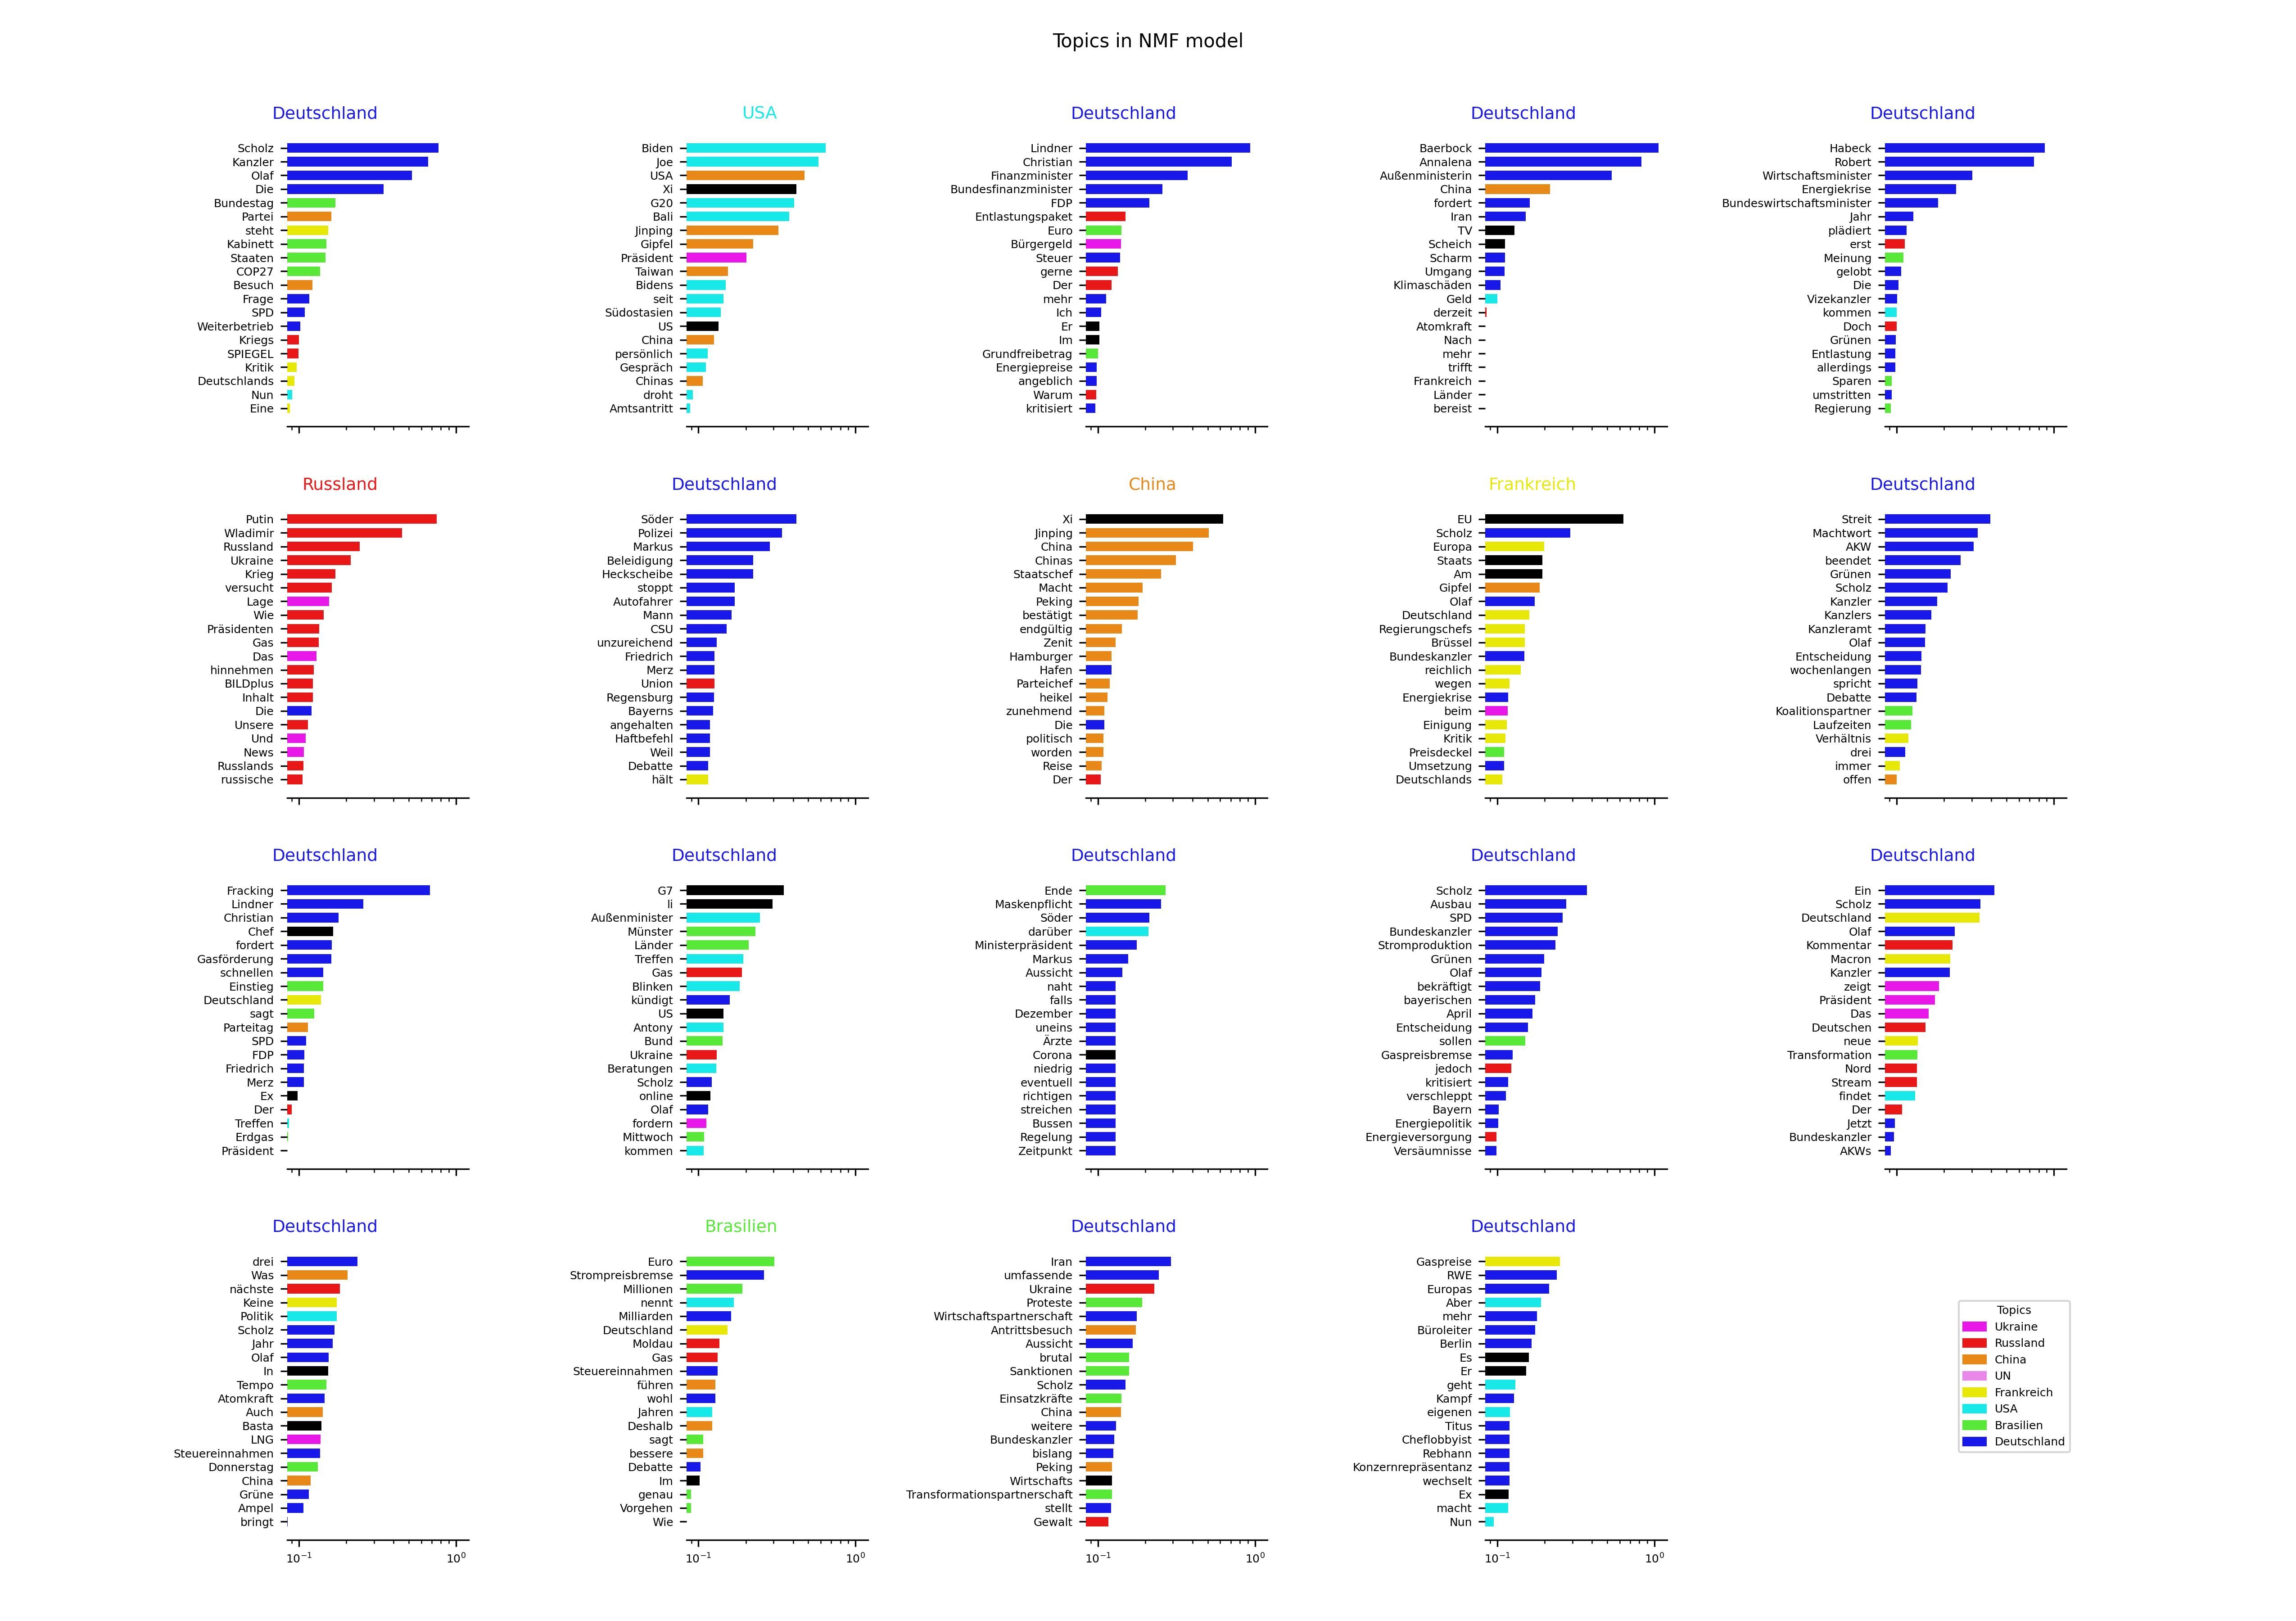 Topics in NMF model
Deutschland
Scholz
Kanzler
Olaf
Die
Bundestag
Partei
steht
Kabinett
Staaten
COP27
Besuch
Frage
SPD
Weiterbetrieb
Kriegs
SPIEGEL
Kritik
Deutschlands
Nun
Eine
USA
Biden
Joe
USA
Xi
G20
Bali
Jinping
Gipfel
Präsident
Taiwan
Bidens
seit
Südostasien
US
China
persönlich
Gespräch
Chinas
droht
Amtsantritt
Deutschland
Lindner
Christian
Finanzminister
Bundesfinanzminister
FDP
Entlastungspaket
Euro
Bürgergeld
Steuer
gerne
Der
mehr
Ich
Er
Im
Grundfreibetrag
Energiepreise
angeblich
Warum
kritisiert
Deutschland
Baerbock
Annalena
Außenministerin
China
fordert
Iran
TV
Scheich
Scharm
Umgang
Klimaschäden
Geld
derzeit
Atomkraft
Nach
mehr
trifft
Frankreich
Länder
bereist
Deutschland
Habeck
Robert
Wirtschaftsminister
Energiekrise
Bundeswirtschaftsminister
Jahr
plädiert
erst
Meinung
gelobt
Die
Vizekanzler
kommen
Doch
Grünen
Entlastung
allerdings
Sparen
umstritten
Regierung
Russland
Putin
Wladimir
Russland
Ukraine
Krieg
versucht
Lage
Wie
Präsidenten
Gas
Das
hinnehmen
BILDplus
Inhalt
Die
Unsere
Und
News
Russlands
russische
Deutschland
Söder
Polizei
Markus
Beleidigung
Heckscheibe
stoppt
Autofahrer
Mann
CSU
unzureichend
Friedrich
Merz
Union
Regensburg
Bayerns
angehalten
Haftbefehl
Weil
Debatte
hält
China
Xi
Jinping
China
Chinas
Staatschef
Macht
Peking
bestätigt
endgültig
Zenit
Hamburger
Hafen
Parteichef
heikel
zunehmend
Die
politisch
worden
Reise
Der
Frankreich
EU
Scholz
Europa
Staats
Am
Gipfel
Olaf
Deutschland
Regierungschefs
Brüssel
Bundeskanzler
reichlich
wegen
Energiekrise
beim
Einigung
Kritik
Preisdeckel
Umsetzung
Deutschlands
Deutschland
Streit
Machtwort
AKW
beendet
Grünen
Scholz
Kanzler
Kanzlers
Kanzleramt
Olaf
Entscheidung
wochenlangen
spricht
Debatte
Koalitionspartner
Laufzeiten
Verhältnis
drei
immer
offen
Deutschland
Fracking
Lindner
Christian
Chef
fordert
Gasförderung
schnellen
Einstieg
Deutschland
sagt
Parteitag
SPD
FDP
Friedrich
Merz
Ex
Der
Treffen
Erdgas
Präsident
Deutschland
G7
li
Außenminister
Münster
Länder
Treffen
Gas
Blinken
kündigt
US
Antony
Bund
Ukraine
Beratungen
Scholz
online
Olaf
fordern
Mittwoch
kommen
Deutschland
Ende
Maskenpflicht
Söder
darüber
Ministerpräsident
Markus
Aussicht
naht
falls
Dezember
uneins
Ärzte
Corona
niedrig
eventuell
richtigen
streichen
Bussen
Regelung
Zeitpunkt
Deutschland
Scholz
Ausbau
SPD
Bundeskanzler
Stromproduktion
Grünen
Olaf
bekräftigt
bayerischen
April
Entscheidung
sollen
Gaspreisbremse
jedoch
kritisiert
verschleppt
Bayern
Energiepolitik
Energieversorgung
Versäumnisse
Deutschland
Ein
Scholz
Deutschland
Olaf
Kommentar
Macron
Kanzler
zeigt
Präsident
Das
Deutschen
neue
Transformation
Nord
Stream
findet
Der
Jetzt
Bundeskanzler
AKWs
Deutschland
drei
Was
nächste
Keine
Politik
Scholz
Jahr
Olaf
In
Tempo
Atomkraft
Auch
Basta
LNG
Steuereinnahmen
Donnerstag
China
Grüne
Ampel
bringt
10⁻¹ 10⁰
Brasilien
Euro
Strompreisbremse
Millionen
nennt
Milliarden
Deutschland
Moldau
Gas
Steuereinnahmen
führen
wohl
Jahren
Deshalb
sagt
bessere
Debatte
Im
genau
Vorgehen
Wie
10⁻¹ 10⁰
Deutschland
Iran
umfassende
Ukraine
Proteste
Wirtschaftspartnerschaft
Antrittsbesuch
Aussicht
brutal
Sanktionen
Scholz
Einsatzkräfte
China
weitere
Bundeskanzler
bislang
Peking
Wirtschafts
Transformationspartnerschaft
stellt
Gewalt
10⁻¹ 10⁰
Deutschland
Gaspreise
RWE
Europas
Aber
mehr
Büroleiter
Berlin
Es
Er
geht
Kampf
eigenen
Titus
Cheflobbyist
Rebhann
Konzernrepräsentanz
wechselt
Ex
macht
Nun
10⁻¹ 10⁰
Topics
Ukraine
Russland
China
UN
Frankreich
USA
Brasilien
Deutschland